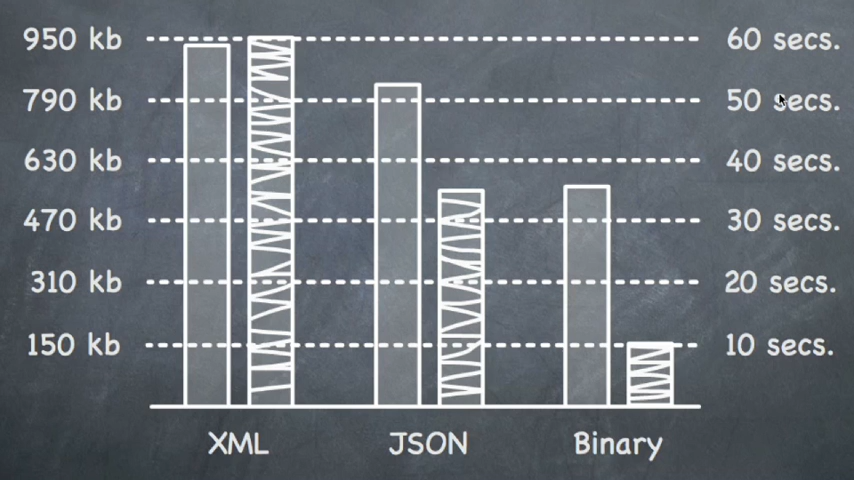 950 kb 60 secs.
790 kb 50 secs.
630 kb 40 secs.
470 kb 30 secs.
310 kb 20 secs.
150 kb 10 secs.
XML JSON Binary